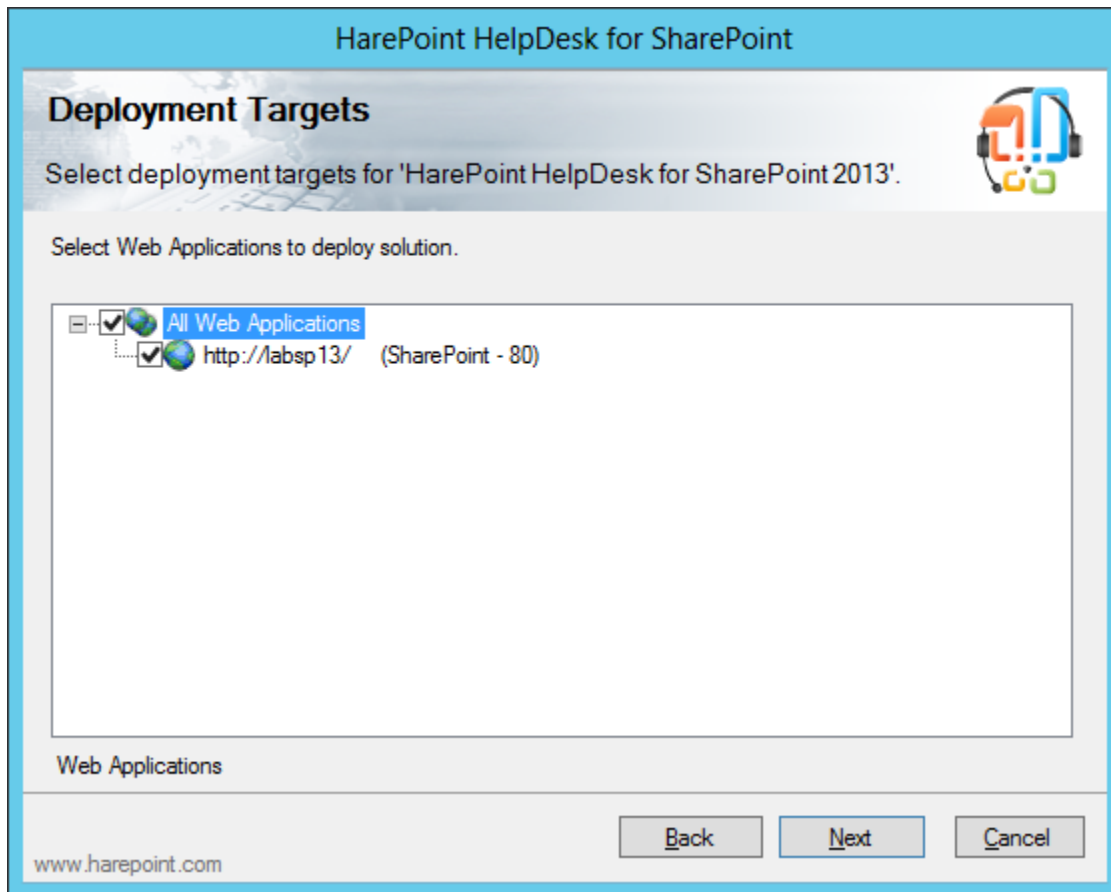 HarePoint HelpDesk for SharePoint
Deployment Targets
Select deployment targets for 'HarePoint HelpDesk for SharePoint 2013'.
Select Web Applications to deploy solution.
All Web Applications
http://labsp13/ (SharePoint - 80)
Web Applications
Back Next Cancel
www.harepoint.com